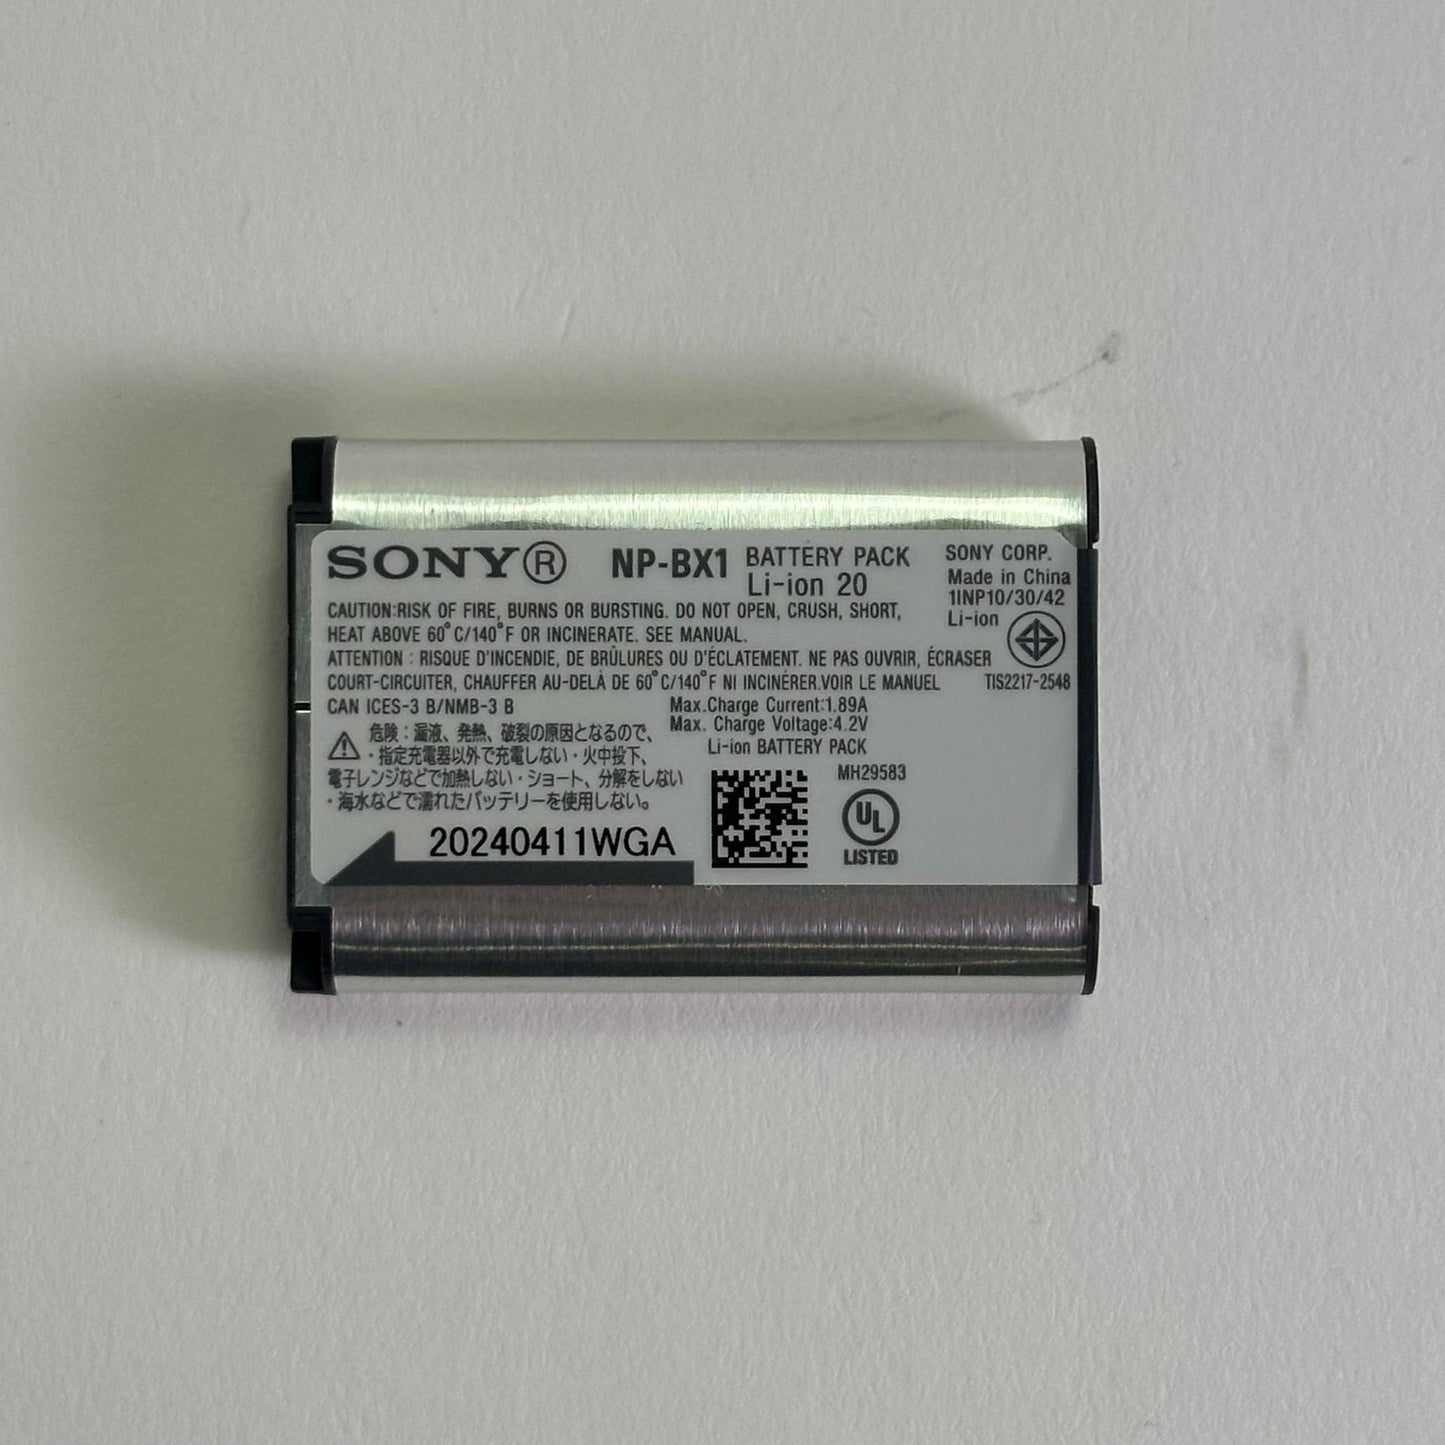 SONY® NP-BX1 BATTERY PACK
Li-ion 20
SONY CORP.
Made in China
1INP10/30/42
Li-ion
TIS2217-2548
CAUTION:RISK OF FIRE, BURNS OR BURSTING. DO NOT OPEN, CRUSH, SHORT,
HEAT ABOVE 60°C/140°F OR INCINERATE. SEE MANUAL.
ATTENTION : RISQUE D'INCENDIE, DE BRÛLURES OU D'ÉCLATEMENT. NE PAS OUVRIR, ÉCRASER
COURT-CIRCUITER, CHAUFFER AU-DELÀ DE 60°C/140°F NI INCINÉRER.VOIR LE MANUEL
CAN ICES-3 B/NMB-3 B
Max.Charge Current:1.89A
Max. Charge Voltage:4.2V
Li-ion BATTERY PACK
危険：漏液、発熱、破裂の原因となるので、
・指定充電器以外で充電しない・火中投下、
電子レンジなどで加熱しない・ショート、分解をしない
・海水などで濡れたバッテリーを使用しない。
20240411WGA
MH29583
UL
LISTED